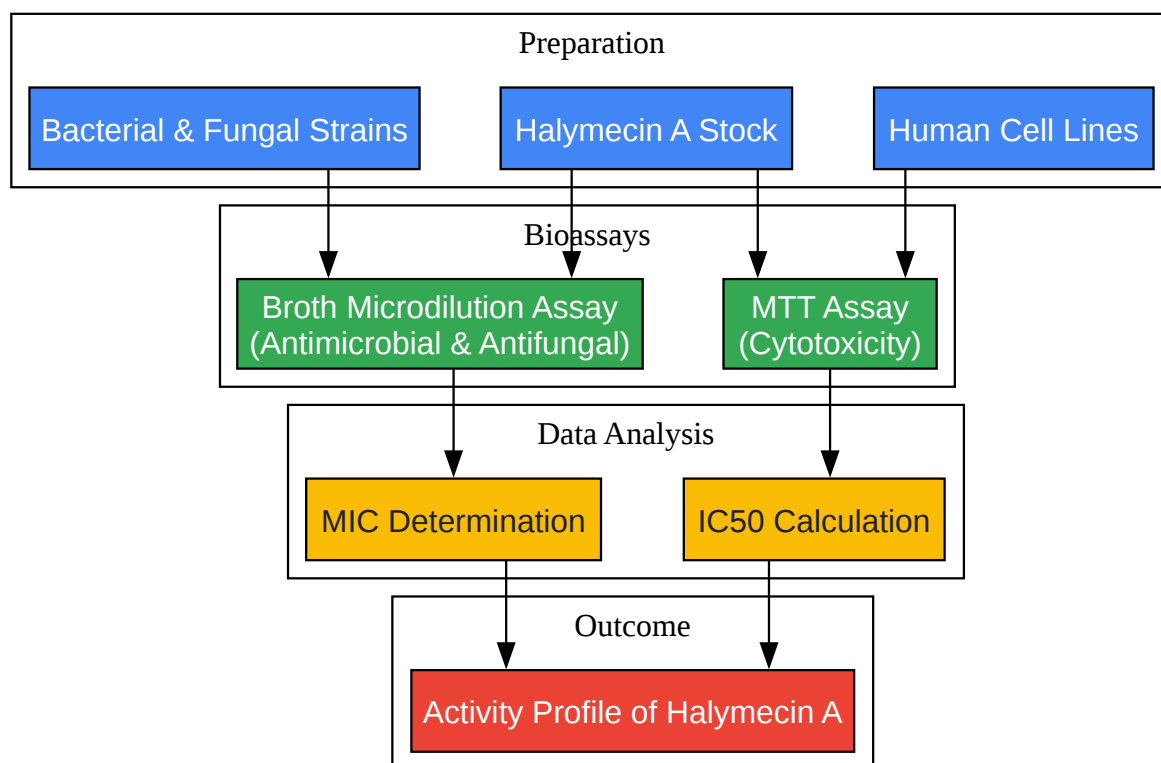 Preparation
Bacterial & Fungal Strains
Halymecin A Stock
Human Cell Lines
Bioassays
Broth Microdilution Assay
(Antimicrobial & Antifungal)
MTT Assay
(Cytotoxicity)
Data Analysis
MIC Determination
IC50 Calculation
Outcome
Activity Profile of Halymecin A